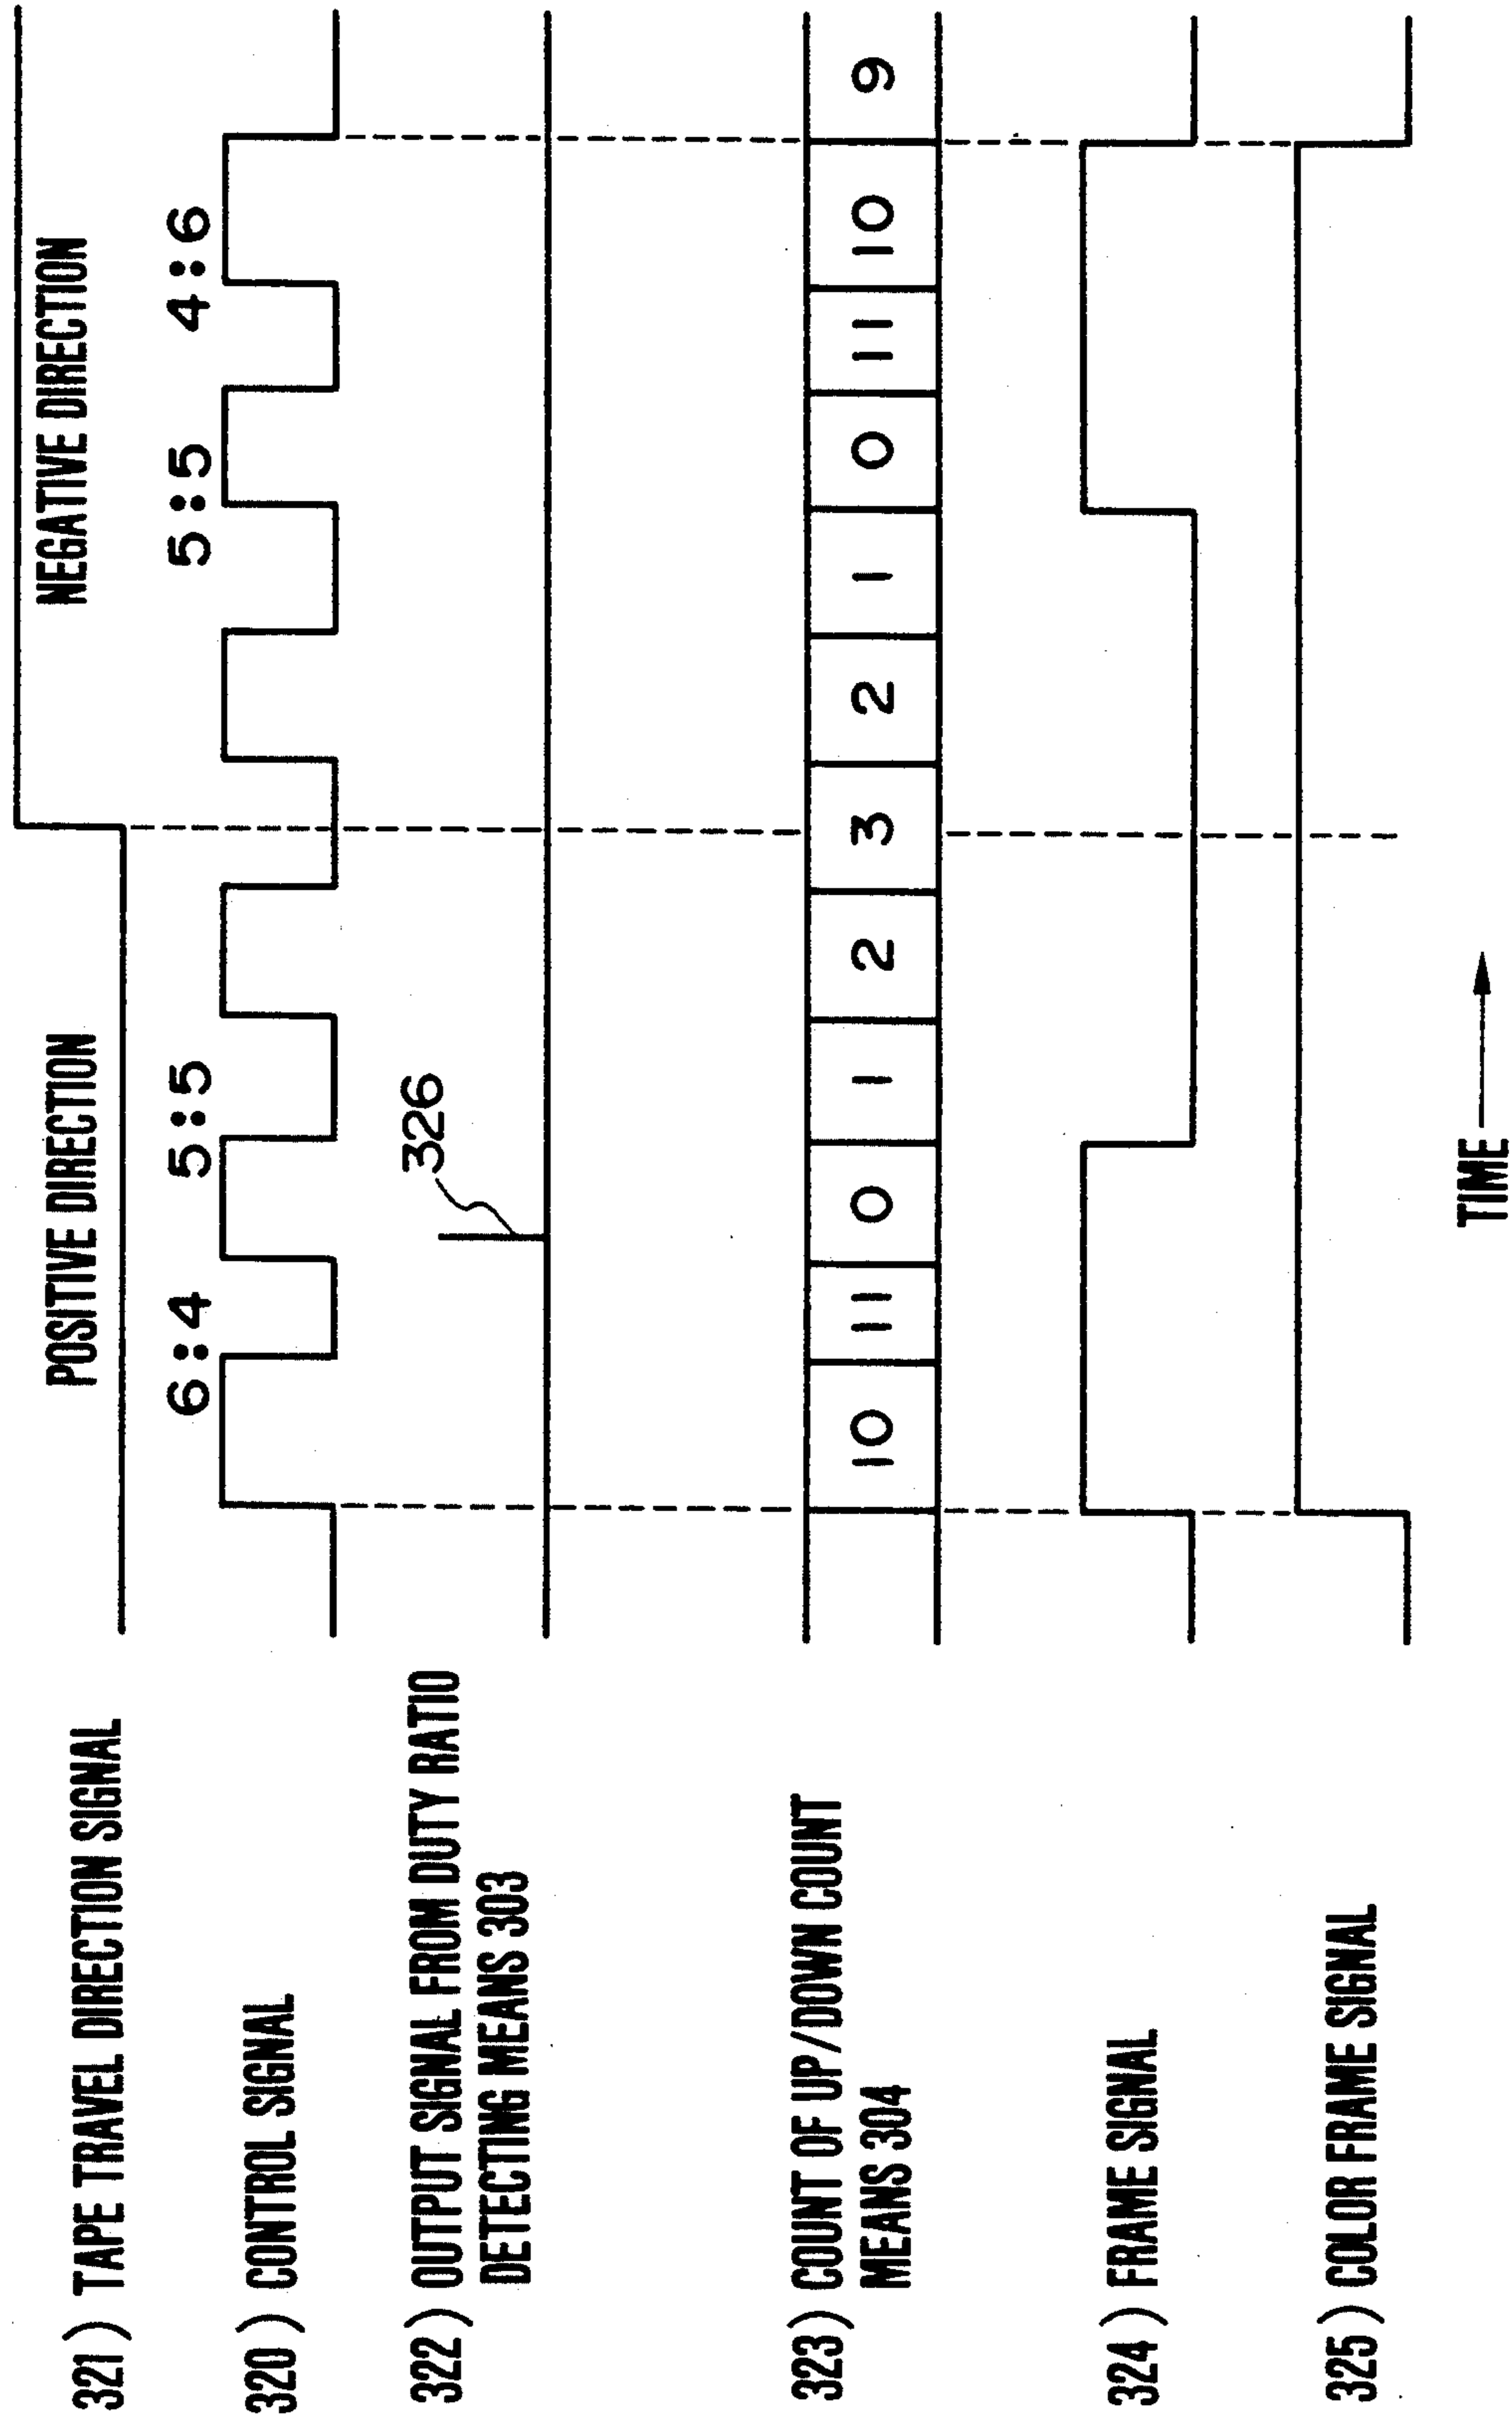 POSITIVE DIRECTION NEGATIVE DIRECTION
321) TAPE TRAVEL DIRECTION SIGNAL
6:4 5:5 5:5 4:6
320) CONTROL SIGNAL
326
322) OUTPUT SIGNAL FROM DUTY RATIO
DETECTING MEANS 303
323) COUNT OF UP/DOWN COUNT
MEANS 304
10 11 0 1 2 3 2 1 0 11 10 9
324) FRAME SIGNAL
325) COLOR FRAME SIGNAL
TIME